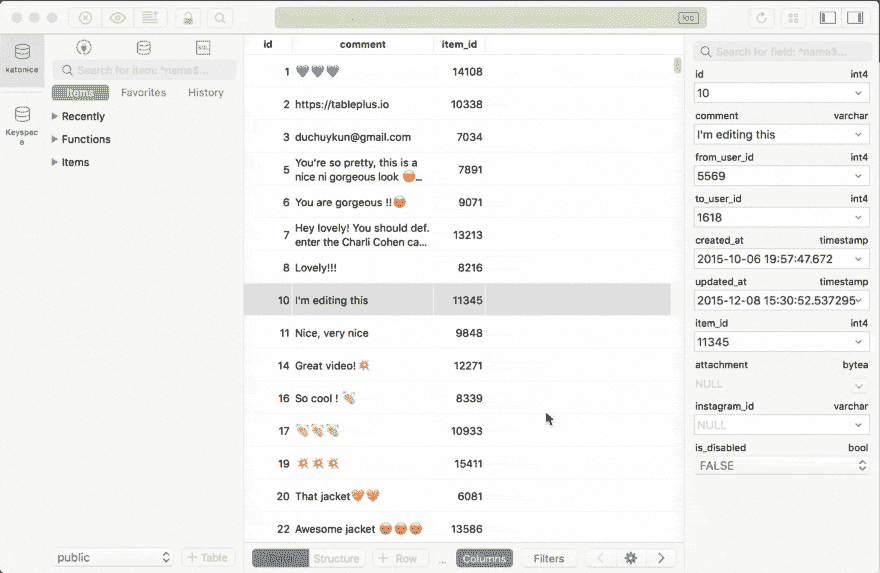 loc
katonice
Keyspac
e
SQL
Search for item: ^name$...
Items Favorites History
Recently
Functions
Items
public
+ Table
id comment item_id
1 🩶🩶🩶 14108
2 https://tableplus.io 10338
3 duchuykun@gmail.com 7034
5 You're so pretty, this is a
nice ni gorgeous look ... 7891
6 You are gorgeous !! 9071
7 Hey lovely! You should def.
enter the Charli Cohen ca... 13213
8 Lovely!!! 8216
10 I'm editing this 11345
11 Nice, very nice 9848
14 Great video! 💥 12271
16 So cool ! 8339
17 10933
19 💥💥💥 15411
20 That jacket 6081
22 Awesome jacket 13586
Structure + Row ... Columns Filters
Search for field: ^name$...
id int4
10
comment varchar
I'm editing this
from_user_id int4
5569
to_user_id int4
1618
created_at timestamp
2015-10-06 19:57:47.672
updated_at timestamp
2015-12-08 15:30:52.537295
item_id int4
11345
attachment bytea
NULL
instagram_id varchar
NULL
is_disabled bool
FALSE